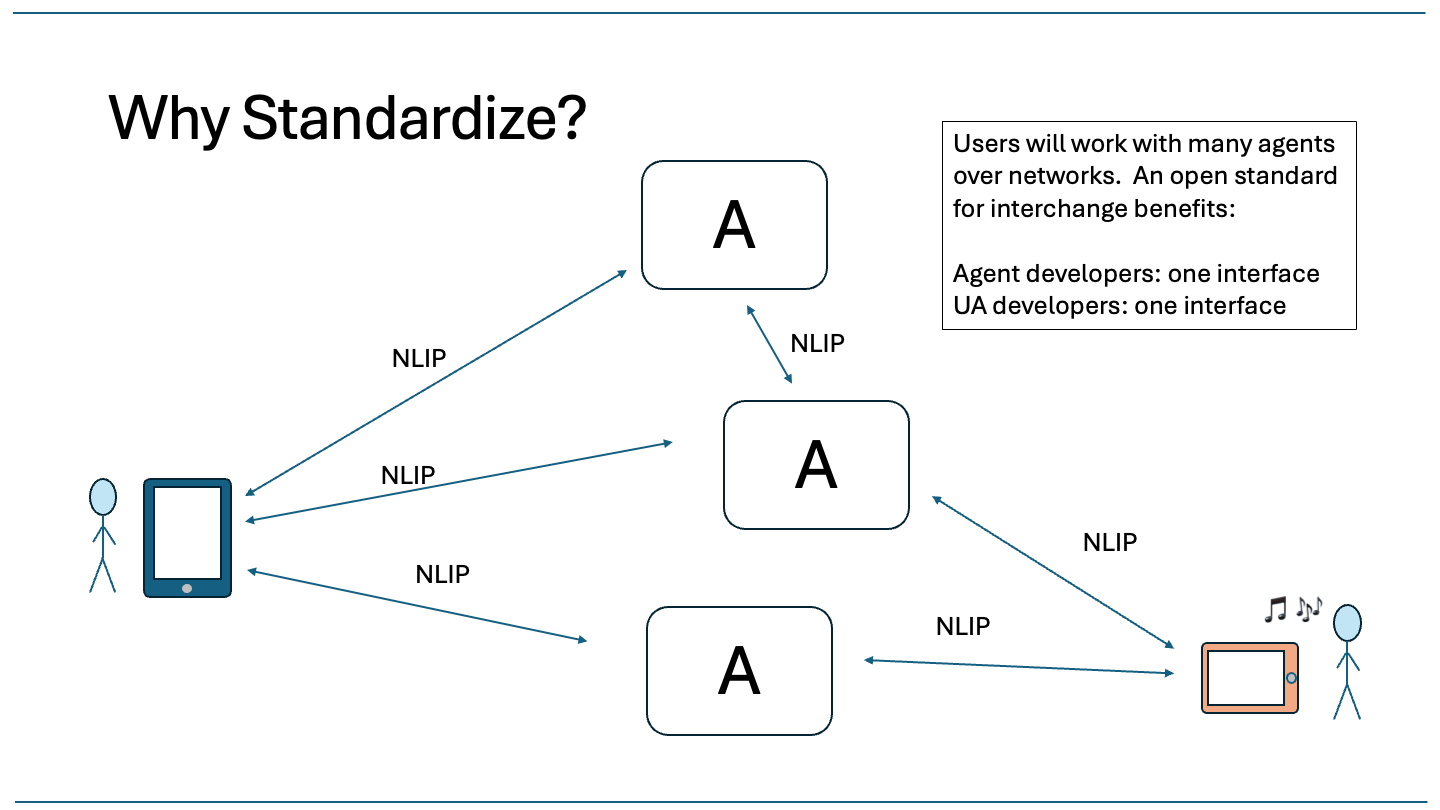 Why Standardize?
Users will work with many agents
over networks.  An open standard
for interchange benefits:
Agent developers: one interface
UA developers: one interface
A
NLIP
NLIP
A
NLIP
NLIP
NLIP
NLIP
A